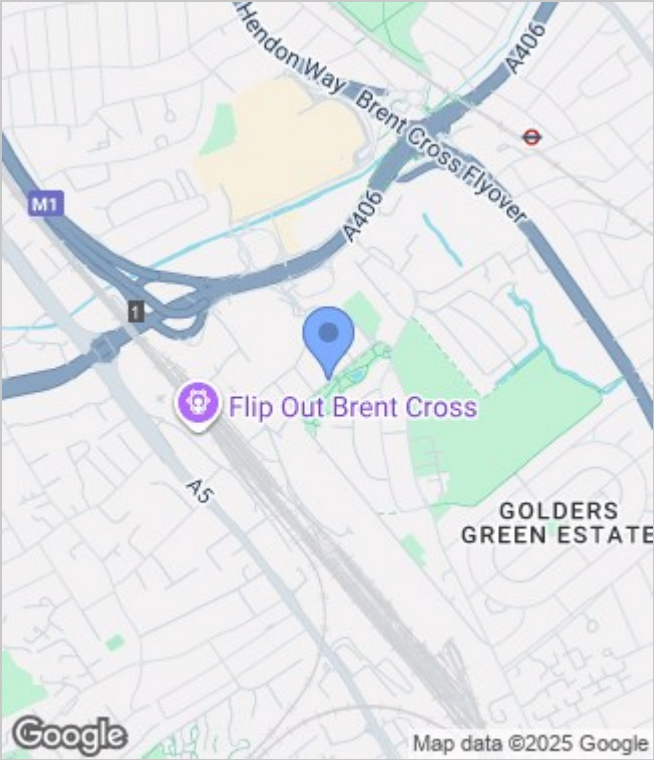 Hendon Way
Brent Cross Flyover
A406
M1
A406
1
Flip Out Brent Cross
A5
GOLDERS
GREEN ESTATE
Google
Map data ©2025 Google